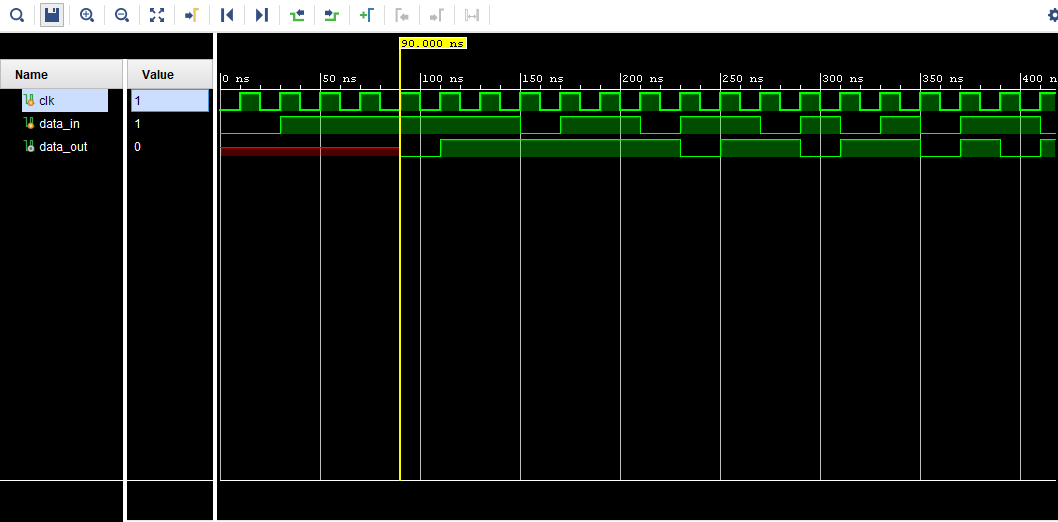 90.000 ns
Name Value
0 ns 50 ns 100 ns 150 ns 200 ns 250 ns 300 ns 350 ns 400 n
clk 1
data_in 1
data_out 0